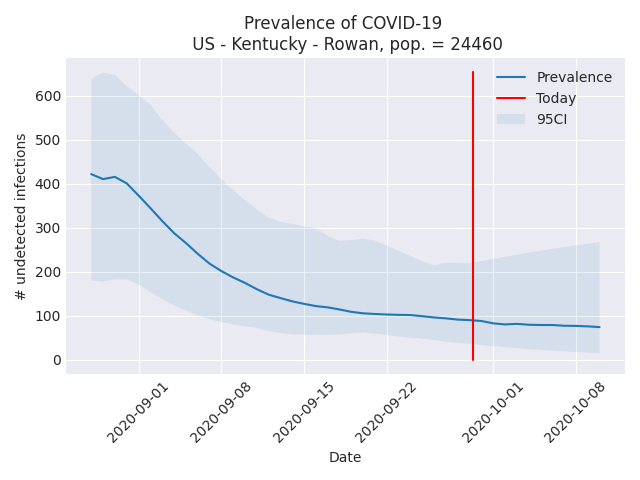 Prevalence of COVID-19
US - Kentucky - Rowan, pop. = 24460
Prevalence
Today
95CI
# undetected infections
600
500
400
300
200
100
0
2020-09-01
2020-09-08
2020-09-15
2020-09-22
2020-10-01
2020-10-08
Date